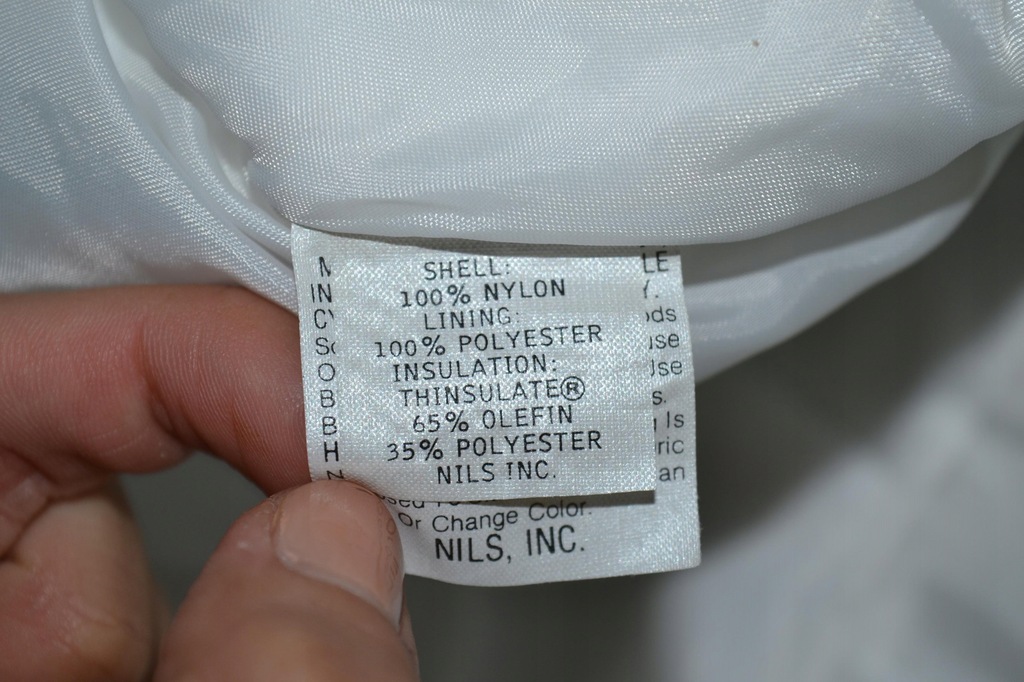 SHELL:
100% NYLON
LINING:
100% POLYESTER
INSULATION:
THINSULATE®
65% OLEFIN
35% POLYESTER
NILS INC.
Or Change Color.
NILS, INC.